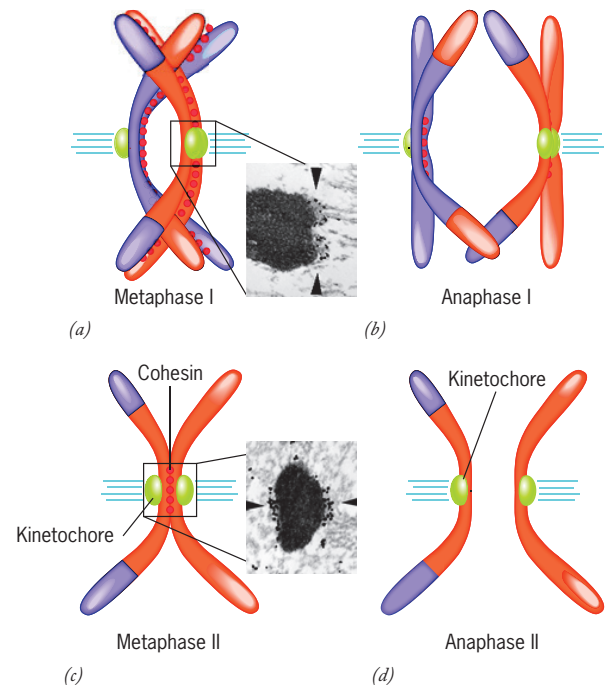 Metaphase I
Anaphase I
(a)
(b)
Cohesin
Kinetochore
Kinetochore
Metaphase II
Anaphase II
(c)
(d)